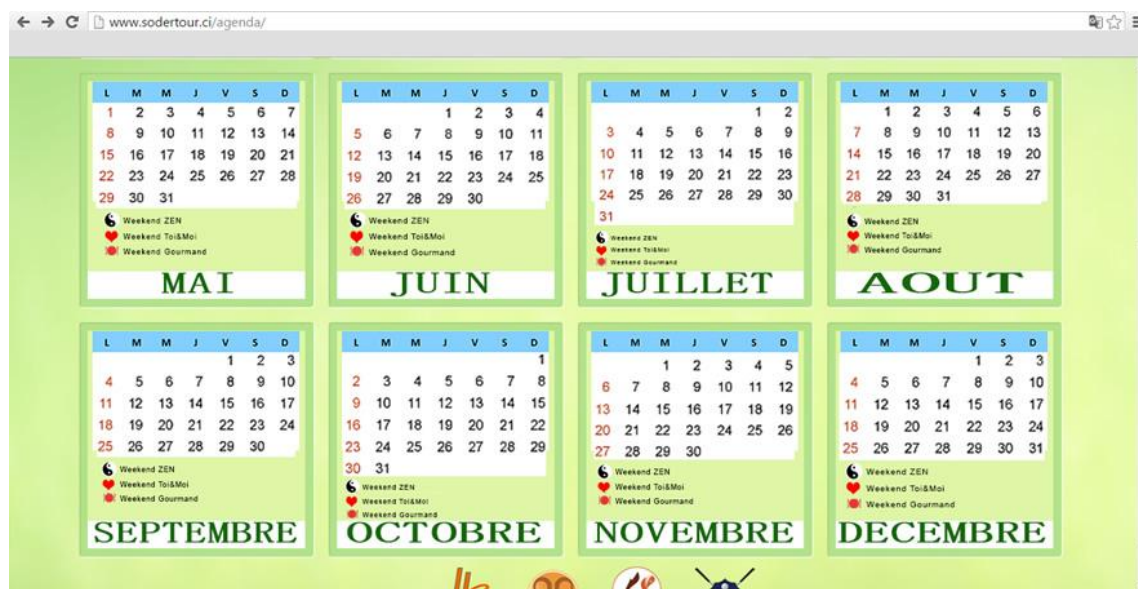 www.sodertour.ci/agenda/
L M M J V S D
1 2 3 4 5 6 7
8 9 10 11 12 13 14
15 16 17 18 19 20 21
22 23 24 25 26 27 28
29 30 31
Weekend ZEN
Weekend Toi&Moi
Weekend Gourmand
MAI
L M M J V S D
1 2 3 4
5 6 7 8 9 10 11
12 13 14 15 16 17 18
19 20 21 22 23 24 25
26 27 28 29 30
Weekend ZEN
Weekend Toi&Moi
Weekend Gourmand
JUIN
L M M J V S D
1 2
3 4 5 6 7 8 9
10 11 12 13 14 15 16
17 18 19 20 21 22 23
24 25 26 27 28 29 30
31
Weekend ZEN
Weekend Toi&Moi
Weekend Gourmand
JUILLET
L M M J V S D
1 2 3 4 5 6
7 8 9 10 11 12 13
14 15 16 17 18 19 20
21 22 23 24 25 26 27
28 29 30 31
Weekend ZEN
Weekend Toi&Moi
Weekend Gourmand
AOUT
L M M J V S D
1 2 3
4 5 6 7 8 9 10
11 12 13 14 15 16 17
18 19 20 21 22 23 24
25 26 27 28 29 30
Weekend ZEN
Weekend Toi&Moi
Weekend Gourmand
SEPTEMBRE
L M M J V S D
1
2 3 4 5 6 7 8
9 10 11 12 13 14 15
16 17 18 19 20 21 22
23 24 25 26 27 28 29
30 31
Weekend ZEN
Weekend Toi&Moi
Weekend Gourmand
OCTOBRE
L M M J V S D
1 2 3 4 5
6 7 8 9 10 11 12
13 14 15 16 17 18 19
20 21 22 23 24 25 26
27 28 29 30
Weekend ZEN
Weekend Toi&Moi
Weekend Gourmand
NOVEMBRE
L M M J V S D
1 2 3
4 5 6 7 8 9 10
11 12 13 14 15 16 17
18 19 20 21 22 23 24
25 26 27 28 29 30 31
Weekend ZEN
Weekend Toi&Moi
Weekend Gourmand
DECEMBRE